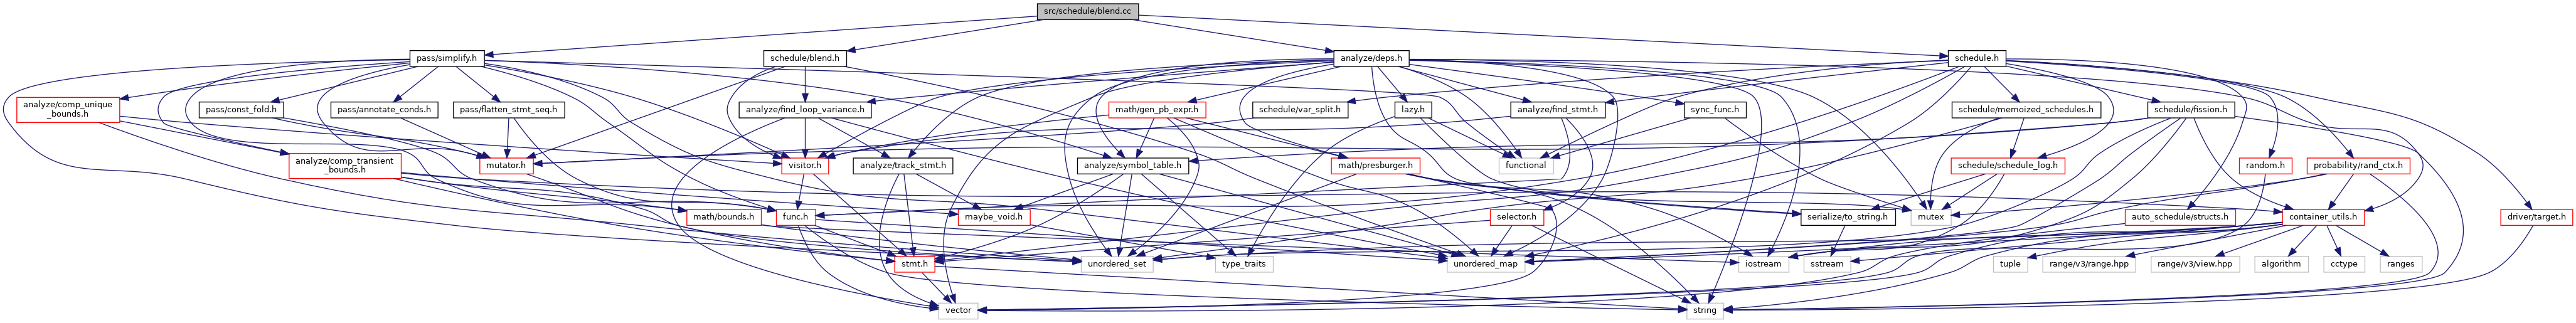 src/schedule/blend.cc
pass/simplify.h
schedule/blend.h
analyze/deps.h
schedule.h
analyze/comp_unique
_bounds.h
pass/const_fold.h
pass/annotate_conds.h
pass/flatten_stmt_seq.h
analyze/find_loop_variance.h
math/gen_pb_expr.h
schedule/var_split.h
lazy.h
analyze/find_stmt.h
sync_func.h
schedule/memoized_schedules.h
schedule/fission.h
analyze/comp_transient
_bounds.h
mutator.h
visitor.h
analyze/track_stmt.h
analyze/symbol_table.h
math/presburger.h
functional
schedule/schedule_log.h
random.h
probability/rand_ctx.h
math/bounds.h
func.h
maybe_void.h
selector.h
serialize/to_string.h
mutex
auto_schedule/structs.h
container_utils.h
driver/target.h
stmt.h
unordered_set
type_traits
unordered_map
iostream
sstream
tuple
range/v3/range.hpp
range/v3/view.hpp
algorithm
cctype
ranges
vector
string